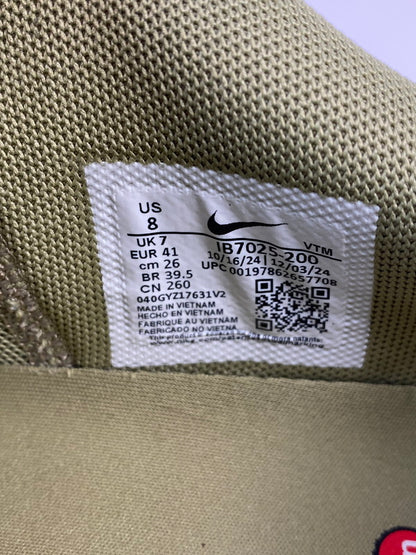 US
8
UK 7
EUR 41
cm 26
BR 39.5
CN 260
VTM
IB7025-200
10/16/24 | 12/03/24
UPC 00197862657708
040GYZ17631V2
MADE IN VIETNAM
HECHO EN VIETNAM
FABRIQUE AU VIETNAM
FABRICADO NO VIETNAM